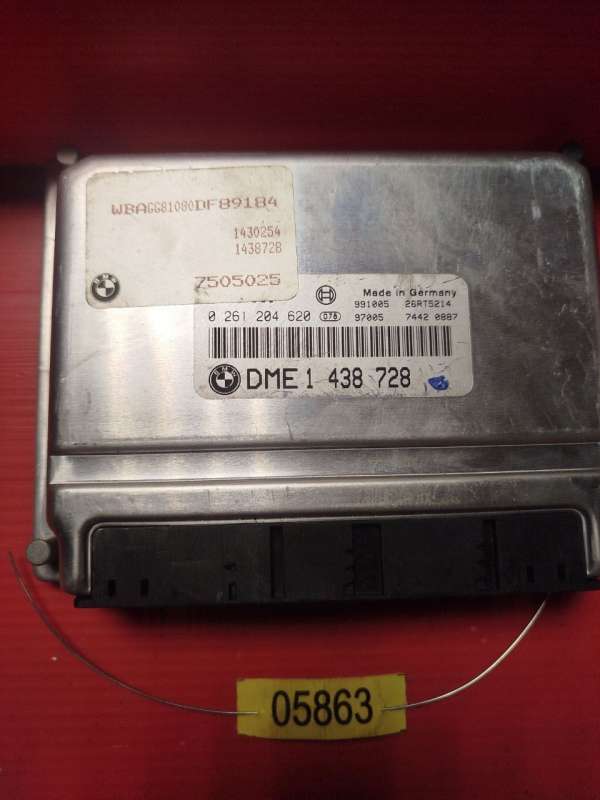 WBAGG81080DF89184
1430254
1438728
7505025
Made in Germany
0 261 204 620 078 991005 26RT5214
97005 7442 0887
DME 1 438 728
05863